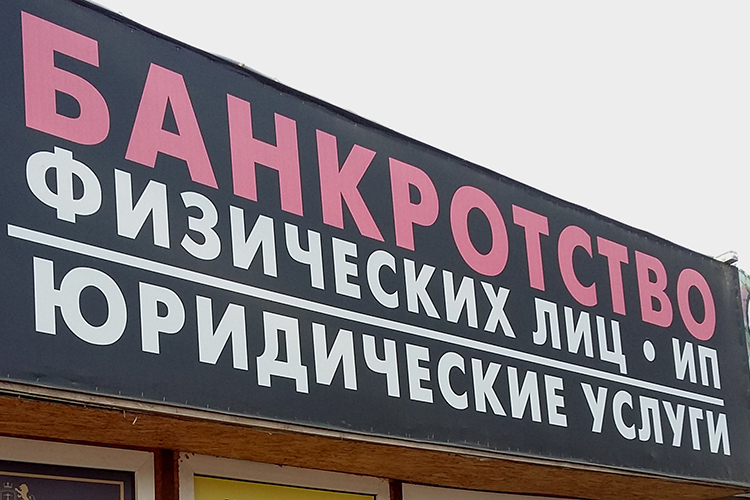 БАНКРОТСТВО
ФИЗИЧЕСКИХ ЛИЦ • ИП
ЮРИДИЧЕСКИЕ УСЛУГИ